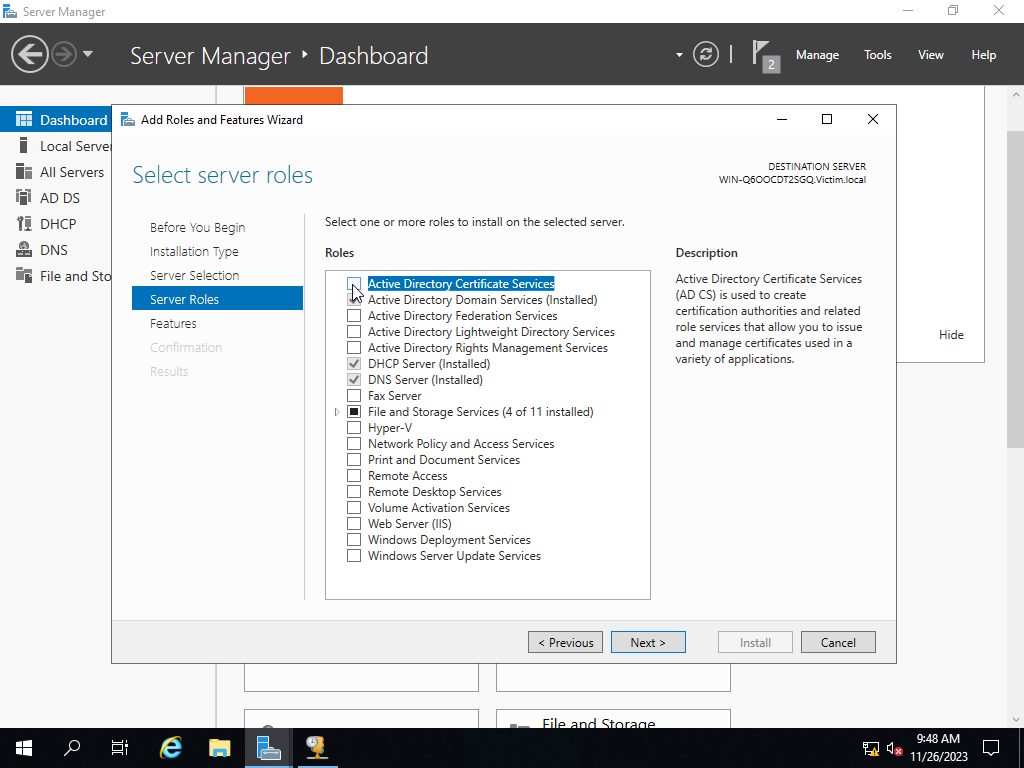 Server Manager
Server Manager ‣ Dashboard
2
Manage
Tools
View
Help
Dashboard
Local Server
All Servers
AD DS
DHCP
DNS
File and Sto
Hide
Add Roles and Features Wizard
Select server roles
DESTINATION SERVER
WIN-Q6OOCDT2SGQ.Victim.local
Before You Begin
Installation Type
Server Selection
Server Roles
Features
Confirmation
Results
Select one or more roles to install on the selected server.
Roles
Active Directory Certificate Services
Active Directory Domain Services (Installed)
Active Directory Federation Services
Active Directory Lightweight Directory Services
Active Directory Rights Management Services
DHCP Server (Installed)
DNS Server (Installed)
Fax Server
File and Storage Services (4 of 11 installed)
Hyper-V
Network Policy and Access Services
Print and Document Services
Remote Access
Remote Desktop Services
Volume Activation Services
Web Server (IIS)
Windows Deployment Services
Windows Server Update Services
Description
Active Directory Certificate Services
(AD CS) is used to create
certification authorities and related
role services that allow you to issue
and manage certificates used in a
variety of applications.
< Previous
Next >
Install
Cancel
File and Storage
9:48 AM
11/26/2023